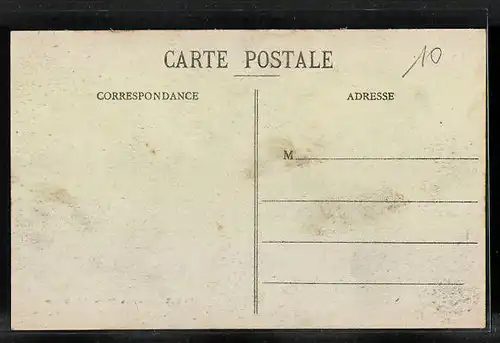 CARTE POSTALE
10
CORRESPONDANCE
ADRESSE
M